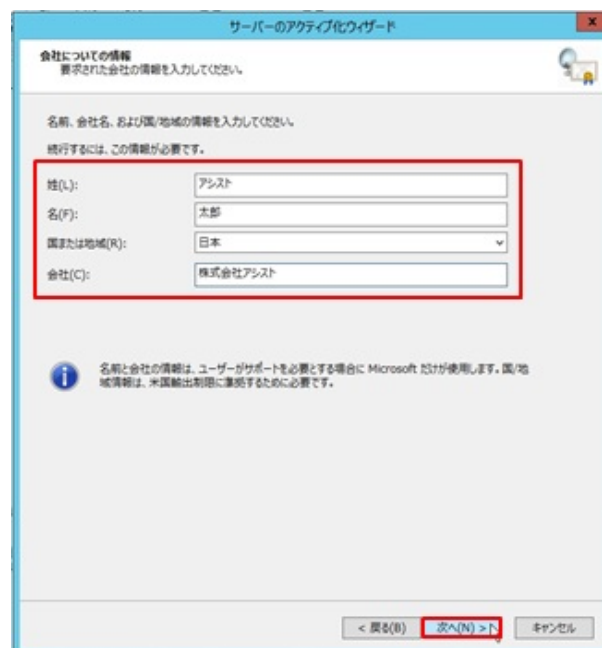 サーバーのアクティブ化ウィザード
x
会社についての情報
要求された会社の情報を入力してください。
名前、会社名、および国/地域の情報を入力してください。
続行するには、この情報が必要です。
姓(L): アシスト
名(F): 太郎
国または地域(R): 日本
会社(C): 株式会社アシスト
名前と会社の情報は、ユーザーがサポートを必要とする場合に Microsoft だけが使用します。国/地
域情報は、米国輸出制限に準拠するために必要です。
< 戻る(B) 次へ(N) > キャンセル